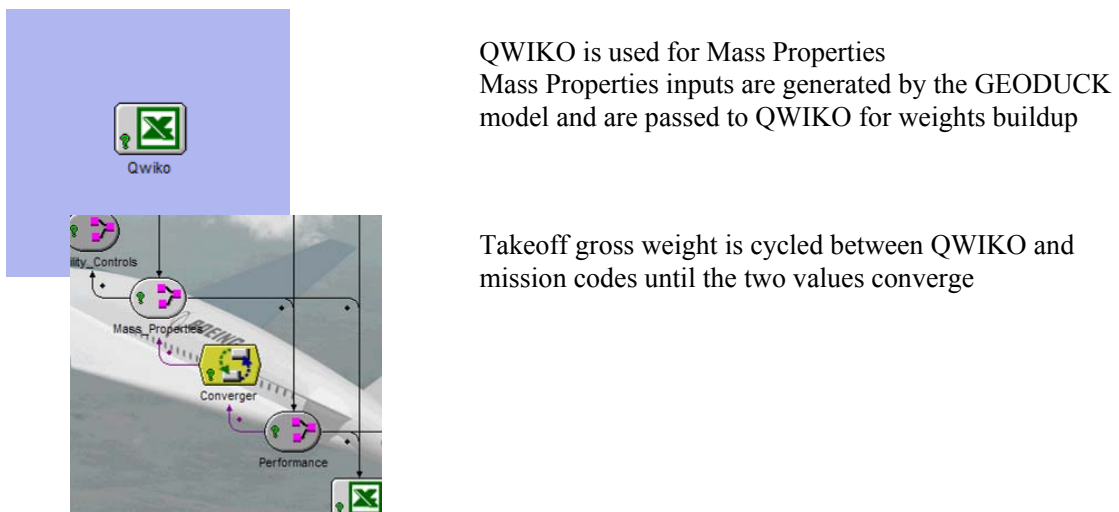 QWIKO is used for Mass Properties
Mass Properties inputs are generated by the GEODUCK
model and are passed to QWIKO for weights buildup
Qwiko
Takeoff gross weight is cycled between QWIKO and
mission codes until the two values converge
ility_Controls
Mass_Properties
BOEING
Converger
Performance